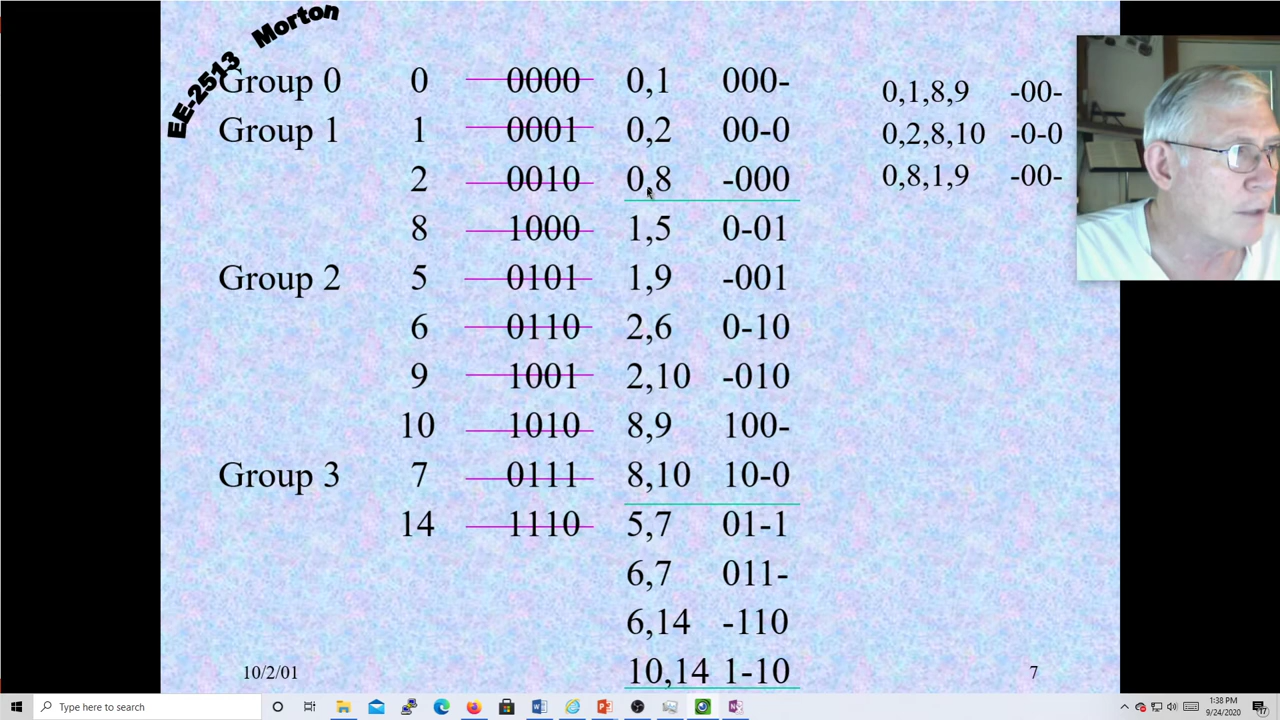 EE-2513 Morton
Group 0 0 0000 0,1 000- 0,1,8,9 -00-
Group 1 1 0001 0,2 00-0 0,2,8,10 -0-0
2 0010 0,8 -000 0,8,1,9 -00-
8 1000 1,5 0-01
Group 2 5 0101 1,9 -001
6 0110 2,6 0-10
9 1001 2,10 -010
10 1010 8,9 100-
Group 3 7 0111 8,10 10-0
14 1110 5,7 01-1
6,7 011-
6,14 -110
10,14 1-10
10/2/01 7
Type here to search
1:38 PM
9/24/2020
17